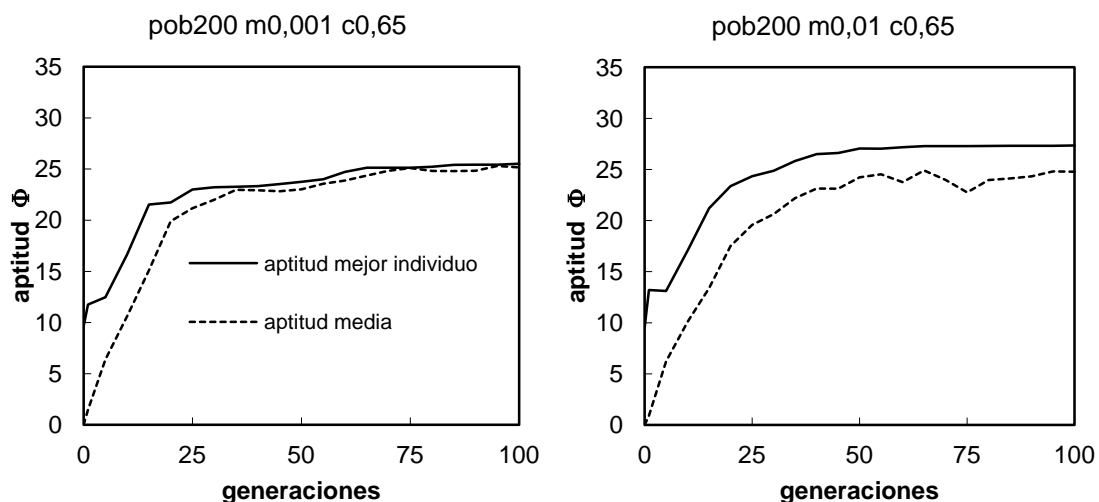 pob200 m0,001 c0,65
35
30
25
20
15
10
5
0
aptitud Φ
aptitud mejor individuo
aptitud media
0 25 50 75 100
generaciones
pob200 m0,01 c0,65
35
30
25
20
15
10
5
0
aptitud Φ
0 25 50 75 100
generaciones